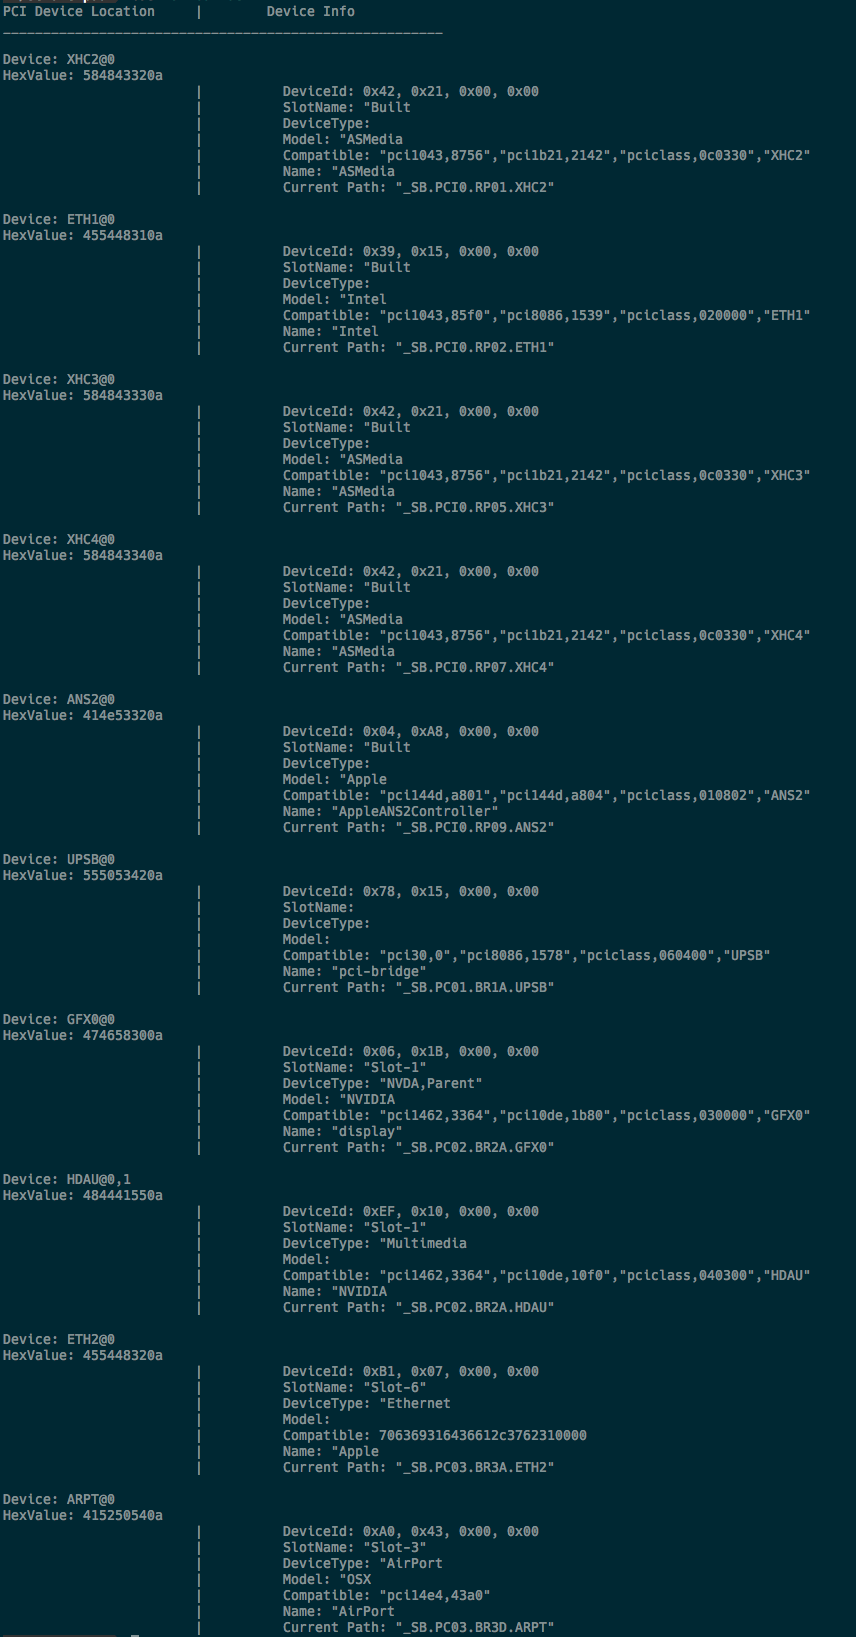 PCI Device Location     |        Device Info
_______________________________________________________
Device: XHC2@0
HexValue: 584843320a
|          DeviceId: 0x42, 0x21, 0x00, 0x00
|          SlotName: "Built
|          DeviceType:
|          Model: "ASMedia
|          Compatible: "pci1043,8756","pci1b21,2142","pciclass,0c0330","XHC2"
|          Name: "ASMedia
|          Current Path: "_SB.PCI0.RP01.XHC2"
Device: ETH1@0
HexValue: 455448310a
|          DeviceId: 0x39, 0x15, 0x00, 0x00
|          SlotName: "Built
|          DeviceType:
|          Model: "Intel
|          Compatible: "pci1043,85f0","pci8086,1539","pciclass,020000","ETH1"
|          Name: "Intel
|          Current Path: "_SB.PCI0.RP02.ETH1"
Device: XHC3@0
HexValue: 584843330a
|          DeviceId: 0x42, 0x21, 0x00, 0x00
|          SlotName: "Built
|          DeviceType:
|          Model: "ASMedia
|          Compatible: "pci1043,8756","pci1b21,2142","pciclass,0c0330","XHC3"
|          Name: "ASMedia
|          Current Path: "_SB.PCI0.RP05.XHC3"
Device: XHC4@0
HexValue: 584843340a
|          DeviceId: 0x42, 0x21, 0x00, 0x00
|          SlotName: "Built
|          DeviceType:
|          Model: "ASMedia
|          Compatible: "pci1043,8756","pci1b21,2142","pciclass,0c0330","XHC4"
|          Name: "ASMedia
|          Current Path: "_SB.PCI0.RP07.XHC4"
Device: ANS2@0
HexValue: 414e53320a
|          DeviceId: 0x04, 0xA8, 0x00, 0x00
|          SlotName: "Built
|          DeviceType:
|          Model: "Apple
|          Compatible: "pci144d,a801","pci144d,a804","pciclass,010802","ANS2"
|          Name: "AppleANS2Controller"
|          Current Path: "_SB.PCI0.RP09.ANS2"
Device: UPSB@0
HexValue: 555053420a
|          DeviceId: 0x78, 0x15, 0x00, 0x00
|          SlotName:
|          DeviceType:
|          Model:
|          Compatible: "pci30,0","pci8086,1578","pciclass,060400","UPSB"
|          Name: "pci-bridge"
|          Current Path: "_SB.PC01.BR1A.UPSB"
Device: GFX0@0
HexValue: 474658300a
|          DeviceId: 0x06, 0x1B, 0x00, 0x00
|          SlotName: "Slot-1"
|          DeviceType: "NVDA,Parent"
|          Model: "NVIDIA
|          Compatible: "pci1462,3364","pci10de,1b80","pciclass,030000","GFX0"
|          Name: "display"
|          Current Path: "_SB.PC02.BR2A.GFX0"
Device: HDAU@0,1
HexValue: 484441550a
|          DeviceId: 0xEF, 0x10, 0x00, 0x00
|          SlotName: "Slot-1"
|          DeviceType: "Multimedia
|          Model:
|          Compatible: "pci1462,3364","pci10de,10f0","pciclass,040300","HDAU"
|          Name: "NVIDIA
|          Current Path: "_SB.PC02.BR2A.HDAU"
Device: ETH2@0
HexValue: 455448320a
|          DeviceId: 0xB1, 0x07, 0x00, 0x00
|          SlotName: "Slot-6"
|          DeviceType: "Ethernet
|          Model:
|          Compatible: 706369316436612c3762310000
|          Name: "Apple
|          Current Path: "_SB.PC03.BR3A.ETH2"
Device: ARPT@0
HexValue: 415250540a
|          DeviceId: 0xA0, 0x43, 0x00, 0x00
|          SlotName: "Slot-3"
|          DeviceType: "AirPort
|          Model: "OSX
|          Compatible: "pci14e4,43a0"
|          Name: "AirPort
|          Current Path: "_SB.PC03.BR3D.ARPT"